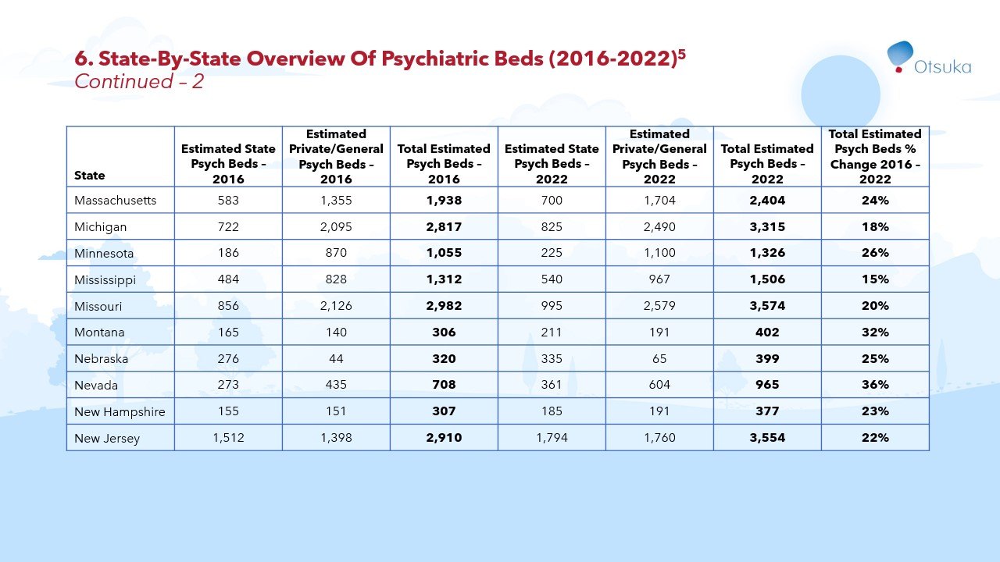 6. State-By-State Overview Of Psychiatric Beds (2016-2022)⁵
Continued – 2
Otsuka
State
Estimated State
Psych Beds –
2016
Estimated
Private/General
Psych Beds –
2016
Total Estimated
Psych Beds –
2016
Estimated State
Psych Beds –
2022
Estimated
Private/General
Psych Beds –
2022
Total Estimated
Psych Beds –
2022
Total Estimated
Psych Beds %
Change 2016 –
2022
Massachusetts 583 1,355 1,938 700 1,704 2,404 24%
Michigan 722 2,095 2,817 825 2,490 3,315 18%
Minnesota 186 870 1,055 225 1,100 1,326 26%
Mississippi 484 828 1,312 540 967 1,506 15%
Missouri 856 2,126 2,982 995 2,579 3,574 20%
Montana 165 140 306 211 191 402 32%
Nebraska 276 44 320 335 65 399 25%
Nevada 273 435 708 361 604 965 36%
New Hampshire 155 151 307 185 191 377 23%
New Jersey 1,512 1,398 2,910 1,794 1,760 3,554 22%